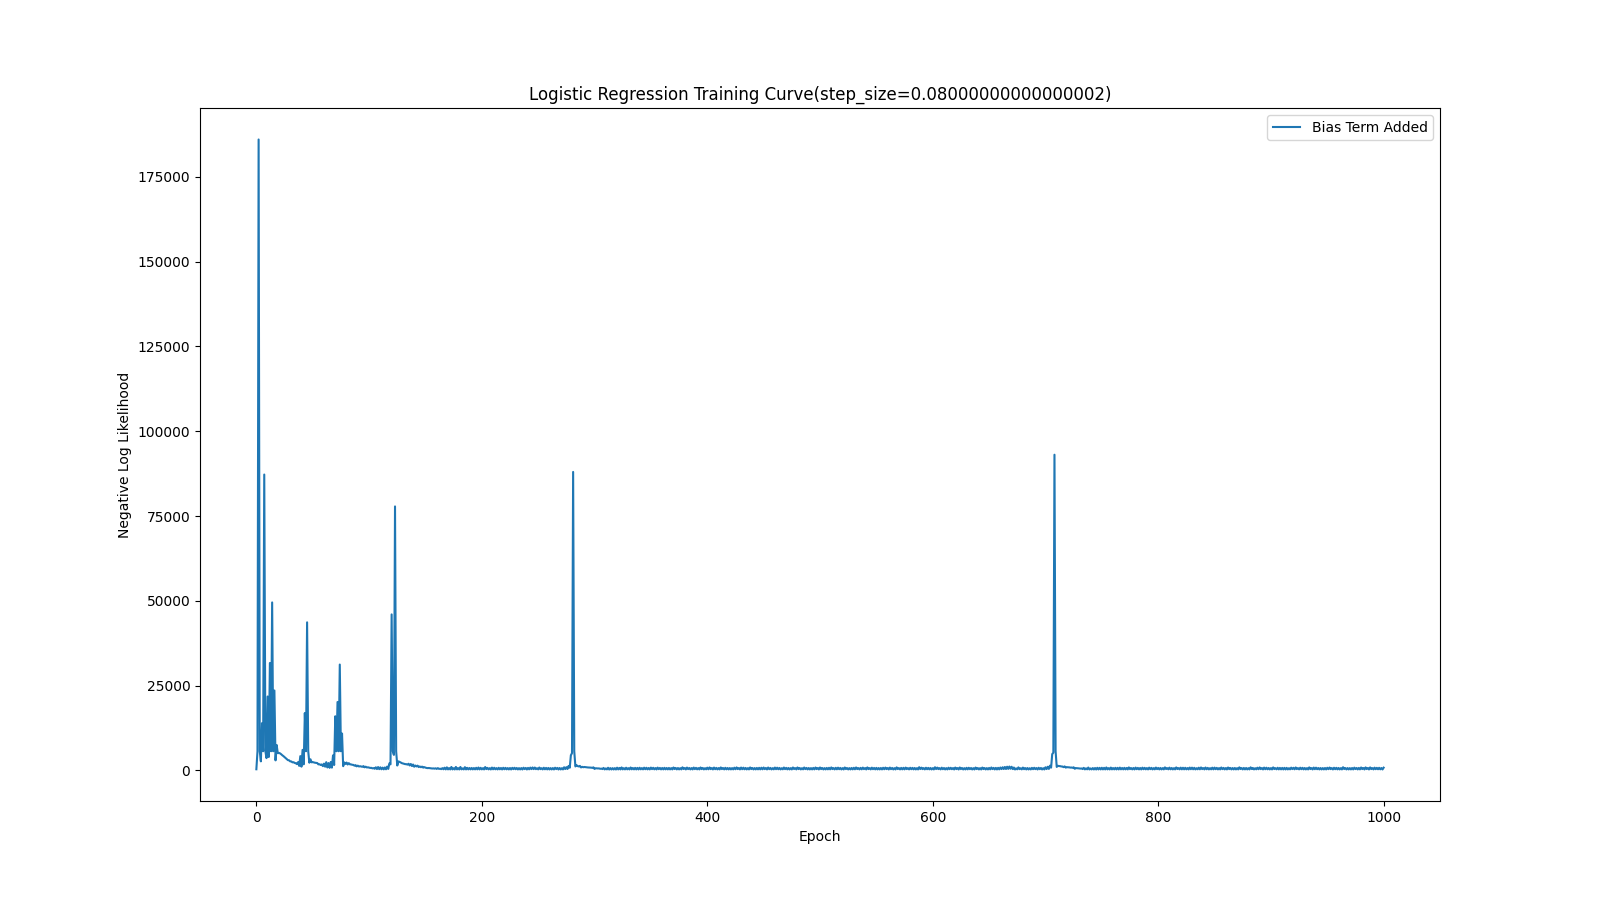 Logistic Regression Training Curve(step_size=0.08000000000000002)
Bias Term Added
175000
150000
125000
100000
75000
50000
25000
0
Negative Log Likelihood
0 200 400 600 800 1000
Epoch